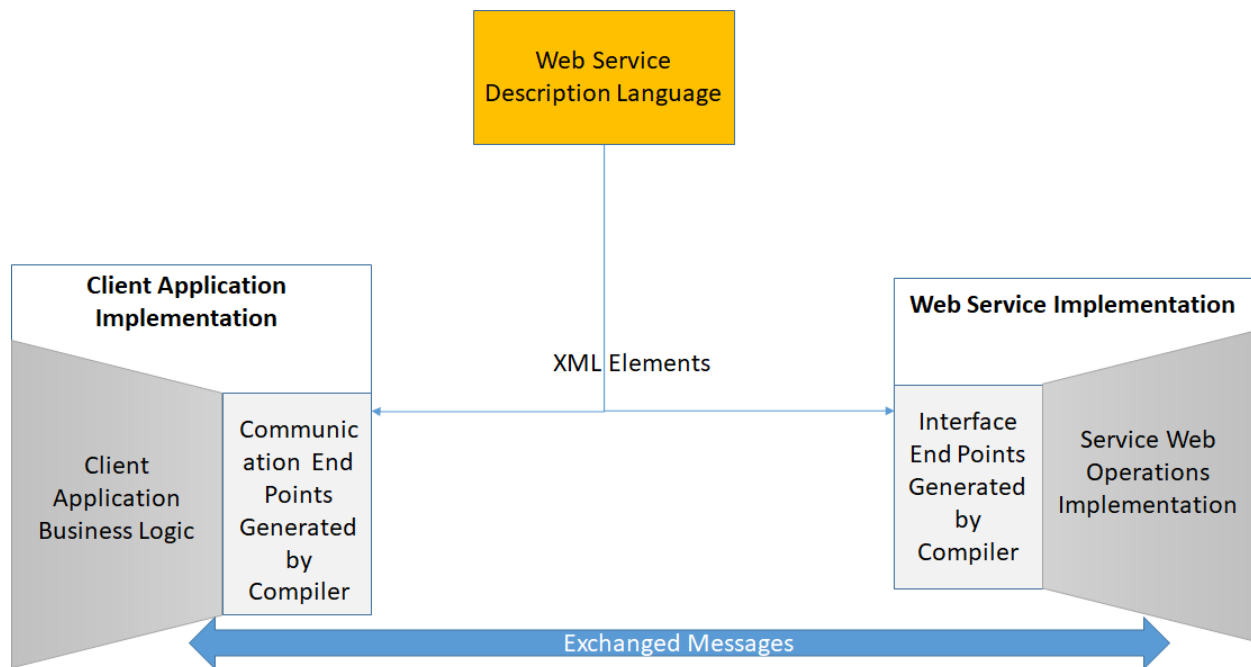 Web Service
Description Language
Client Application
Implementation
Web Service Implementation
XML Elements
Client
Application
Business Logic
Communic
ation End
Points
Generated
by
Compiler
Interface
End Points
Generated
by
Compiler
Service Web
Operations
Implementation
Exchanged Messages